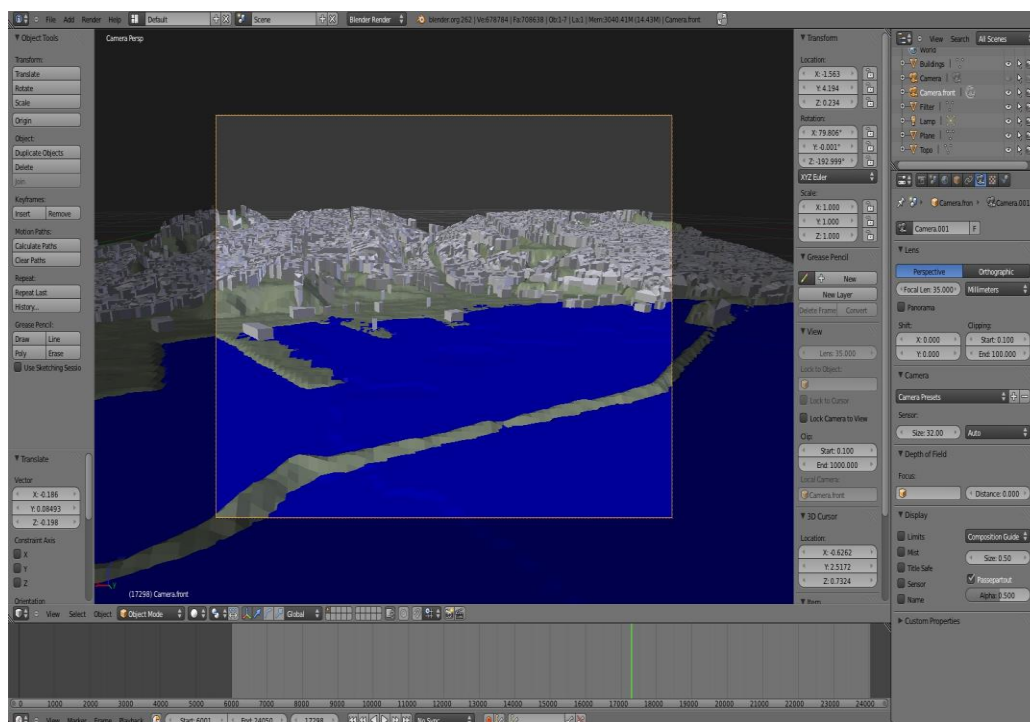 File Add Render Help Default Scene Blender Render blender.org 262 | Ve:678784 | Fa:708638 | Ob:1-7 | La:1 | Mem:3040.41M (14.43M) | Camera.front
Object Tools
Transform:
Translate
Rotate
Scale
Origin
Object:
Duplicate Objects
Delete
Join
Keyframes:
Insert Remove
Motion Paths:
Calculate Paths
Clear Paths
Repeat:
Repeat Last
History...
Grease Pencil:
Draw Line
Poly Erase
Use Sketching Sessio
Translate
Vector
X: -0.186
Y: 0.08493
Z: -0.198
Constraint Axis
X
Y
Z
Orientation
Camera Persp
(17298) Camera.front
Transform
Location:
X: -1.563
Y: 4.194
Z: 0.234
Rotation:
X: 79.806°
Y: -0.001°
Z: -192.999°
XYZ Euler
Scale:
X: 1.000
Y: 1.000
Z: 1.000
Grease Pencil
New
New Layer
Delete Frame Convert
View
Lens: 35.000
Lock to Object:
Lock to Cursor
Lock Camera to View
Clip:
Start: 0.100
End: 1000.000
Local Camera:
Camera.front
3D Cursor
Location:
X: -0.6262
Y: 2.5172
Z: 0.7324
Item
View Search All Scenes
World
Buildings
Camera
Camera.front
Filter
Lamp
Plane
Topo
Camera.fron Camera.001
Camera.001 F
Lens
Perspective Orthographic
Focal Len: 35.000 Millimeters
Panorama
Shift: Clipping:
X: 0.000 Start: 0.100
Y: 0.000 End: 100.000
Camera
Camera Presets
Sensor:
Size: 32.00 Auto
Depth of Field
Focus:
Distance: 0.000
Display
Limits Composition Guide
Mist Size: 0.50
Title Safe
Sensor Passepartout
Name Alpha: 0.500
Custom Properties
View Select Object Object Mode Global
0 1000 2000 3000 4000 5000 6000 7000 8000 9000 10000 11000 12000 13000 14000 15000 16000 17000 18000 19000 20000 21000 22000 23000 24000
View Marker Frame Playback Start: 6001 End: 24050 17298 No Sync